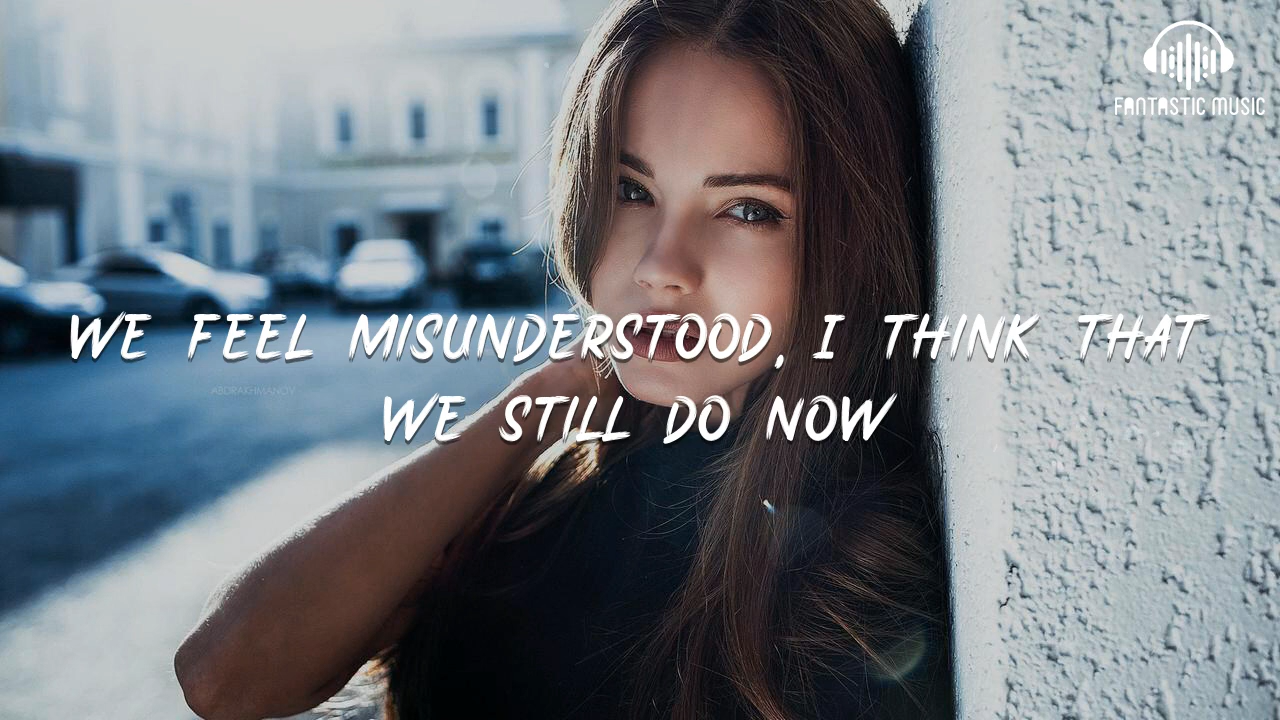 FANTASTIC MUSIC
WE FEEL MISUNDERSTOOD, I THINK THAT
ABDRAKHMANOV
WE STILL DO NOW